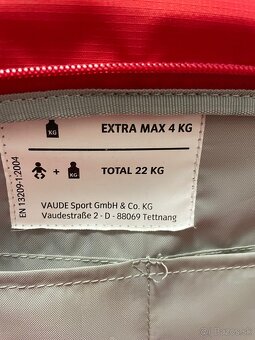 KG
EXTRA MAX 4 KG
+
KG
TOTAL 22 KG
EN 13209-1:2004
VAUDE Sport GmbH & Co. KG
Vaudestraße 2 - D - 88069 Tettnang